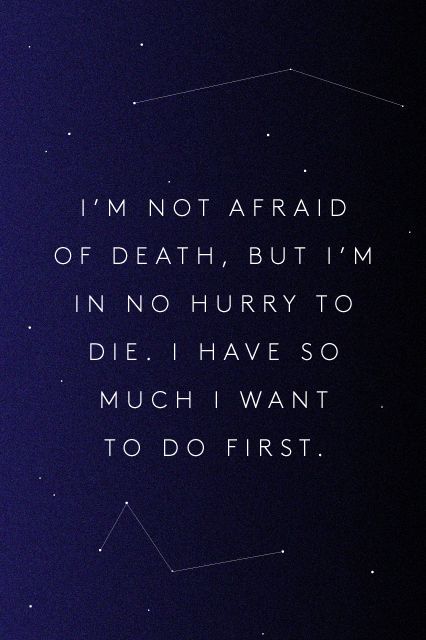 I’M NOT AFRAID
OF DEATH, BUT I’M
IN NO HURRY TO
DIE. I HAVE SO
MUCH I WANT
TO DO FIRST.